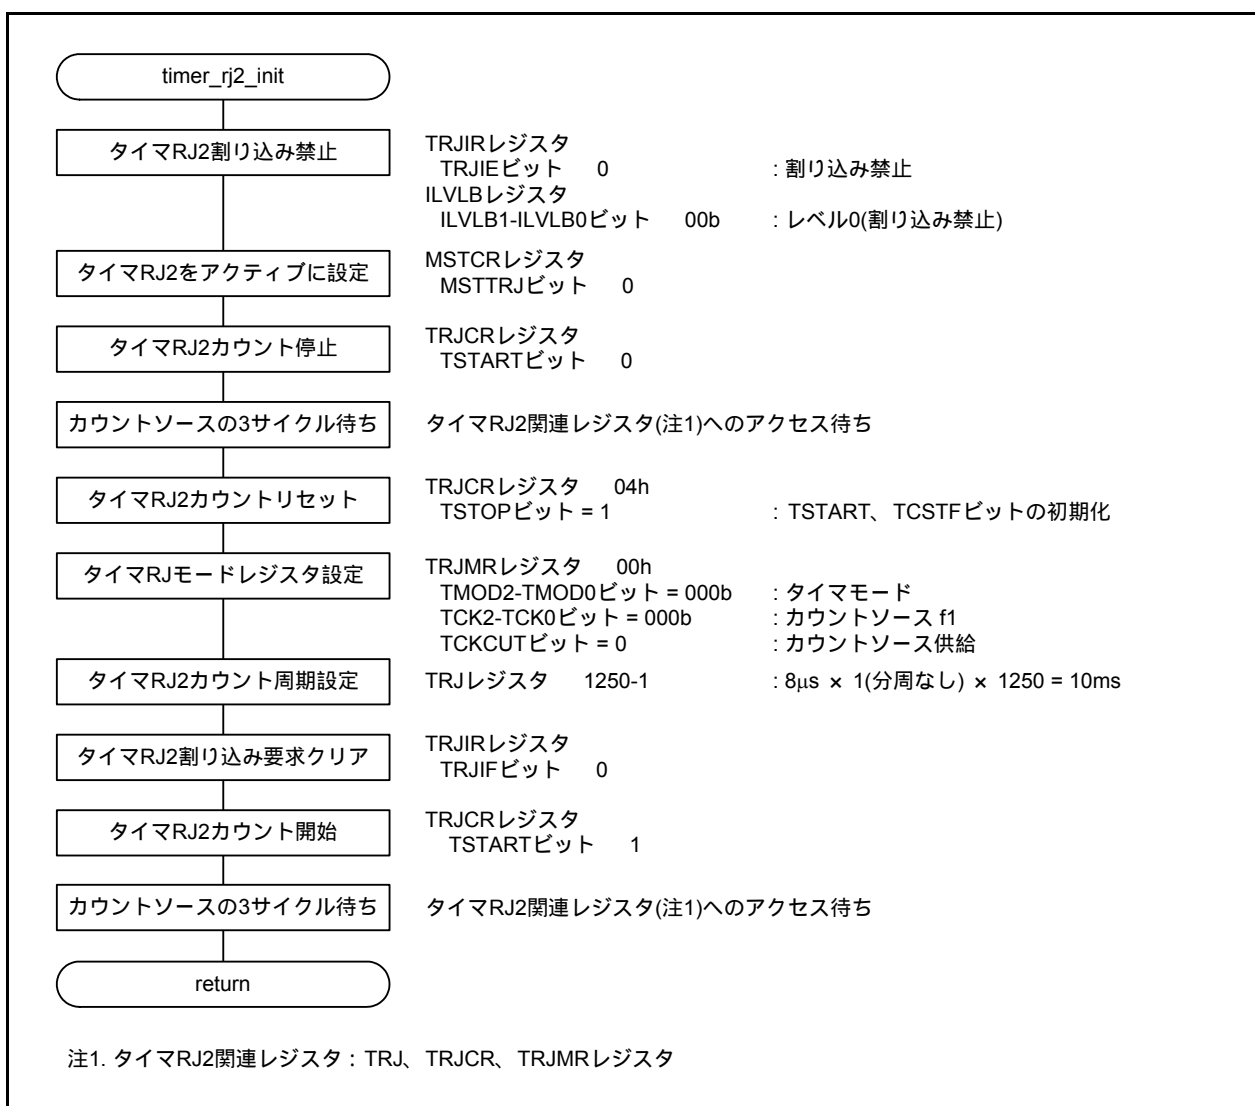 timer_rj2_init
タイマRJ2割り込み禁止
TRJIRレジスタ
TRJIEビット 0 : 割り込み禁止
ILVLBレジスタ
ILVLB1-ILVLB0ビット 00b : レベル0(割り込み禁止)
タイマRJ2をアクティブに設定
MSTCRレジスタ
MSTTRJビット 0
タイマRJ2カウント停止
TRJCRレジスタ
TSTARTビット 0
カウントソースの3サイクル待ち
タイマRJ2関連レジスタ(注1)へのアクセス待ち
タイマRJ2カウントリセット
TRJCRレジスタ 04h
TSTOPビット = 1 : TSTART、TCSTFビットの初期化
タイマRJモードレジスタ設定
TRJMRレジスタ 00h
TMOD2-TMOD0ビット = 000b : タイマモード
TCK2-TCK0ビット = 000b : カウントソース f1
TCKCUTビット = 0 : カウントソース供給
タイマRJ2カウント周期設定
TRJレジスタ 1250-1 : 8μs × 1(分周なし) × 1250 = 10ms
タイマRJ2割り込み要求クリア
TRJIRレジスタ
TRJIFビット 0
タイマRJ2カウント開始
TRJCRレジスタ
TSTARTビット 1
カウントソースの3サイクル待ち
タイマRJ2関連レジスタ(注1)へのアクセス待ち
return
注1. タイマRJ2関連レジスタ : TRJ、TRJCR、TRJMRレジスタ